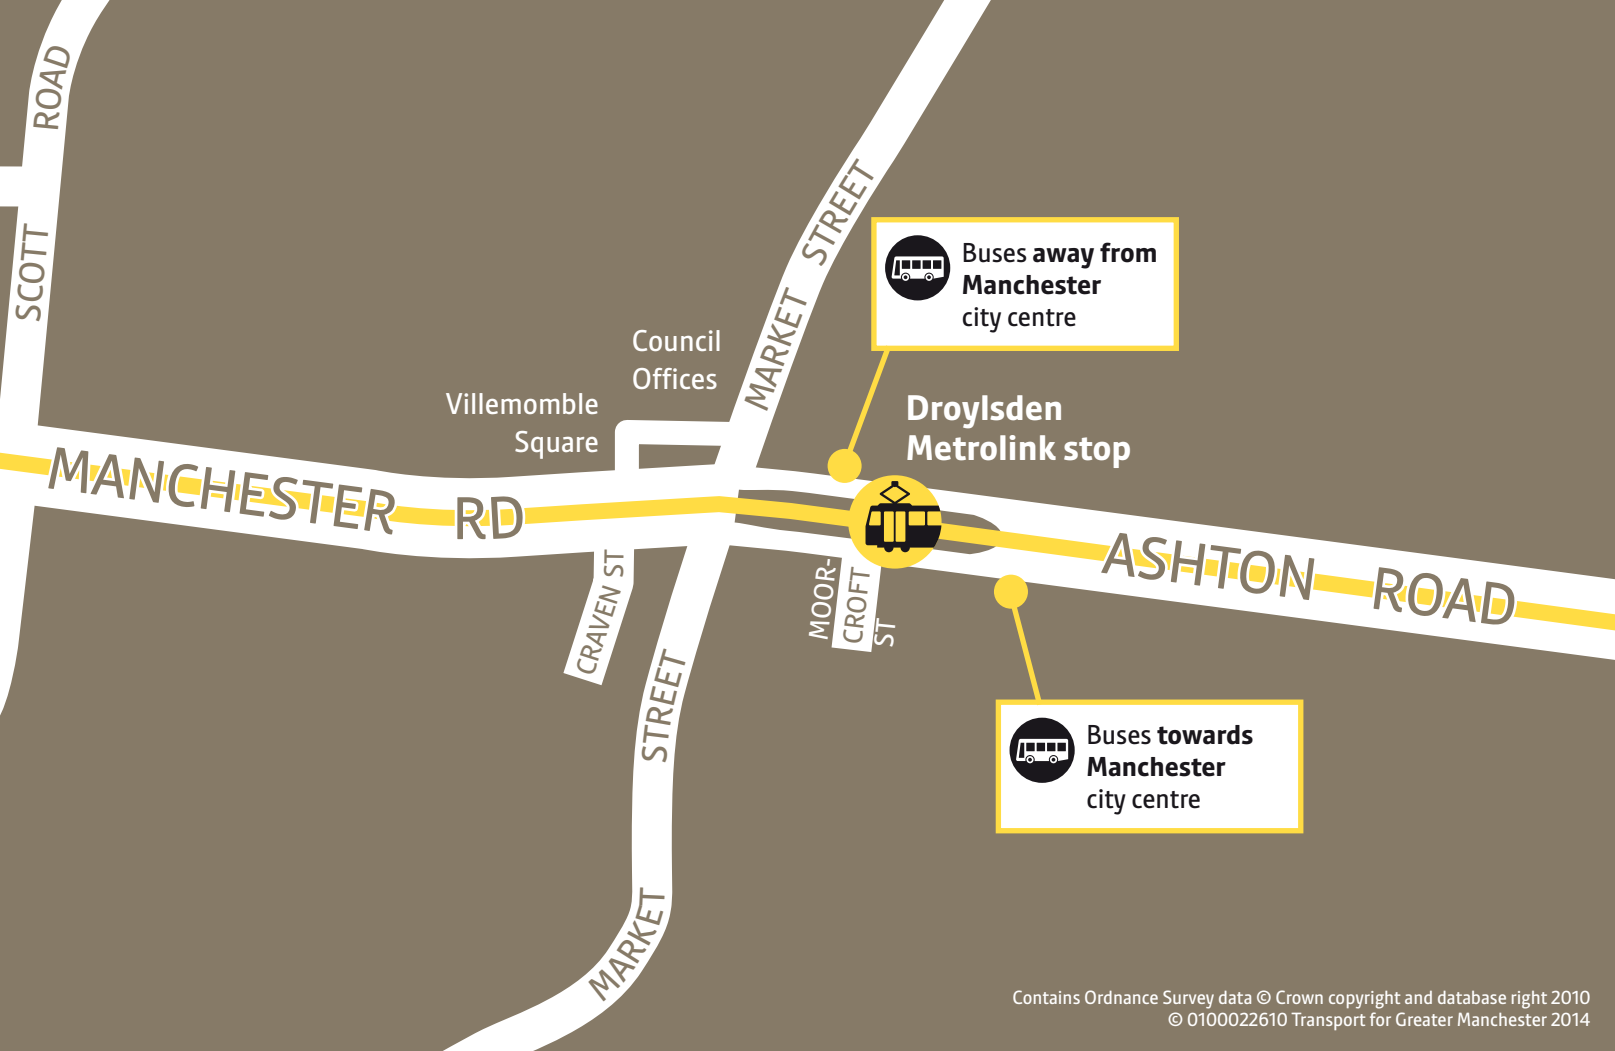 SCOTT ROAD
MARKET STREET
Buses away from
Manchester
city centre
Council
Offices
Villemomble
Square
Droylsden
Metrolink stop
MANCHESTER RD
ASHTON ROAD
CRAVEN ST
MOOR-
CROFT
ST
MARKET STREET
Buses towards
Manchester
city centre
Contains Ordnance Survey data © Crown copyright and database right 2010
© 0100022610 Transport for Greater Manchester 2014